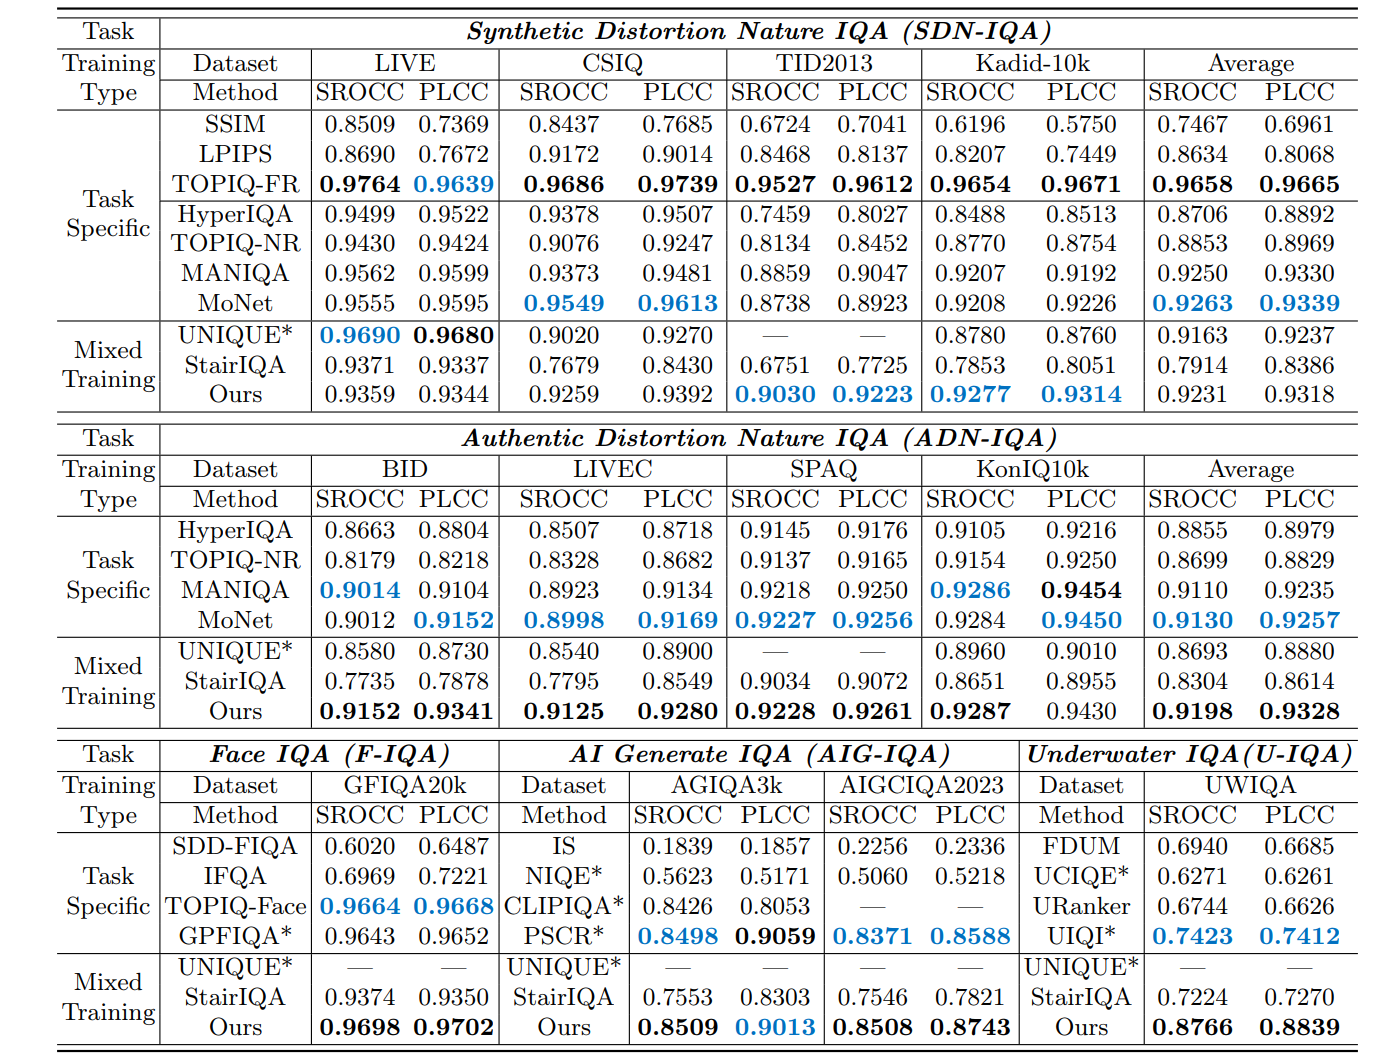 Task Synthetic Distortion Nature IQA (SDN-IQA)
Training Dataset LIVE CSIQ TID2013 Kadid-10k Average
Type Method SROCC PLCC SROCC PLCC SROCC PLCC SROCC PLCC SROCC PLCC
SSIM 0.8509 0.7369 0.8437 0.7685 0.6724 0.7041 0.6196 0.5750 0.7467 0.6961
LPIPS 0.8690 0.7672 0.9172 0.9014 0.8468 0.8137 0.8207 0.7449 0.8634 0.8068
Task TOPIQ-FR 0.9764 0.9639 0.9686 0.9739 0.9527 0.9612 0.9654 0.9671 0.9658 0.9665
Specific HyperIQA 0.9499 0.9522 0.9378 0.9507 0.7459 0.8027 0.8488 0.8513 0.8706 0.8892
TOPIQ-NR 0.9430 0.9424 0.9076 0.9247 0.8134 0.8452 0.8770 0.8754 0.8853 0.8969
MANIQA 0.9562 0.9599 0.9373 0.9481 0.8859 0.9047 0.9207 0.9192 0.9250 0.9330
MoNet 0.9555 0.9595 0.9549 0.9613 0.8738 0.8923 0.9208 0.9226 0.9263 0.9339
Mixed UNIQUE* 0.9690 0.9680 0.9020 0.9270 — — 0.8780 0.8760 0.9163 0.9237
Training StairIQA 0.9371 0.9337 0.7679 0.8430 0.6751 0.7725 0.7853 0.8051 0.7914 0.8386
Ours 0.9359 0.9344 0.9259 0.9392 0.9030 0.9223 0.9277 0.9314 0.9231 0.9318
Task Authentic Distortion Nature IQA (ADN-IQA)
Training Dataset BID LIVEC SPAQ KonIQ10k Average
Type Method SROCC PLCC SROCC PLCC SROCC PLCC SROCC PLCC SROCC PLCC
HyperIQA 0.8663 0.8804 0.8507 0.8718 0.9145 0.9176 0.9105 0.9216 0.8855 0.8979
Task TOPIQ-NR 0.8179 0.8218 0.8328 0.8682 0.9137 0.9165 0.9154 0.9250 0.8699 0.8829
Specific MANIQA 0.9014 0.9104 0.8923 0.9134 0.9218 0.9250 0.9286 0.9454 0.9110 0.9235
MoNet 0.9012 0.9152 0.8998 0.9169 0.9227 0.9256 0.9284 0.9450 0.9130 0.9257
Mixed UNIQUE* 0.8580 0.8730 0.8540 0.8900 — — 0.8960 0.9010 0.8693 0.8880
Training StairIQA 0.7735 0.7878 0.7795 0.8549 0.9034 0.9072 0.8651 0.8955 0.8304 0.8614
Ours 0.9152 0.9341 0.9125 0.9280 0.9228 0.9261 0.9287 0.9430 0.9198 0.9328
Task Face IQA (F-IQA) AI Generate IQA (AIG-IQA) Underwater IQA(U-IQA)
Training Dataset GFIQA20k Dataset AGIQA3k AIGCIQA2023 Dataset UWIQA
Type Method SROCC PLCC Method SROCC PLCC SROCC PLCC Method SROCC PLCC
SDD-FIQA 0.6020 0.6487 IS 0.1839 0.1857 0.2256 0.2336 FDUM 0.6940 0.6685
Task IFQA 0.6969 0.7221 NIQE* 0.5623 0.5171 0.5060 0.5218 UCIQE* 0.6271 0.6261
Specific TOPIQ-Face 0.9664 0.9668 CLIPIQA* 0.8426 0.8053 — — URanker 0.6744 0.6626
GPFIQA* 0.9643 0.9652 PSCR* 0.8498 0.9059 0.8371 0.8588 UIQI* 0.7423 0.7412
Mixed UNIQUE* — — UNIQUE* — — — — UNIQUE* — —
Training StairIQA 0.9374 0.9350 StairIQA 0.7553 0.8303 0.7546 0.7821 StairIQA 0.7224 0.7270
Ours 0.9698 0.9702 Ours 0.8509 0.9013 0.8508 0.8743 Ours 0.8766 0.8839